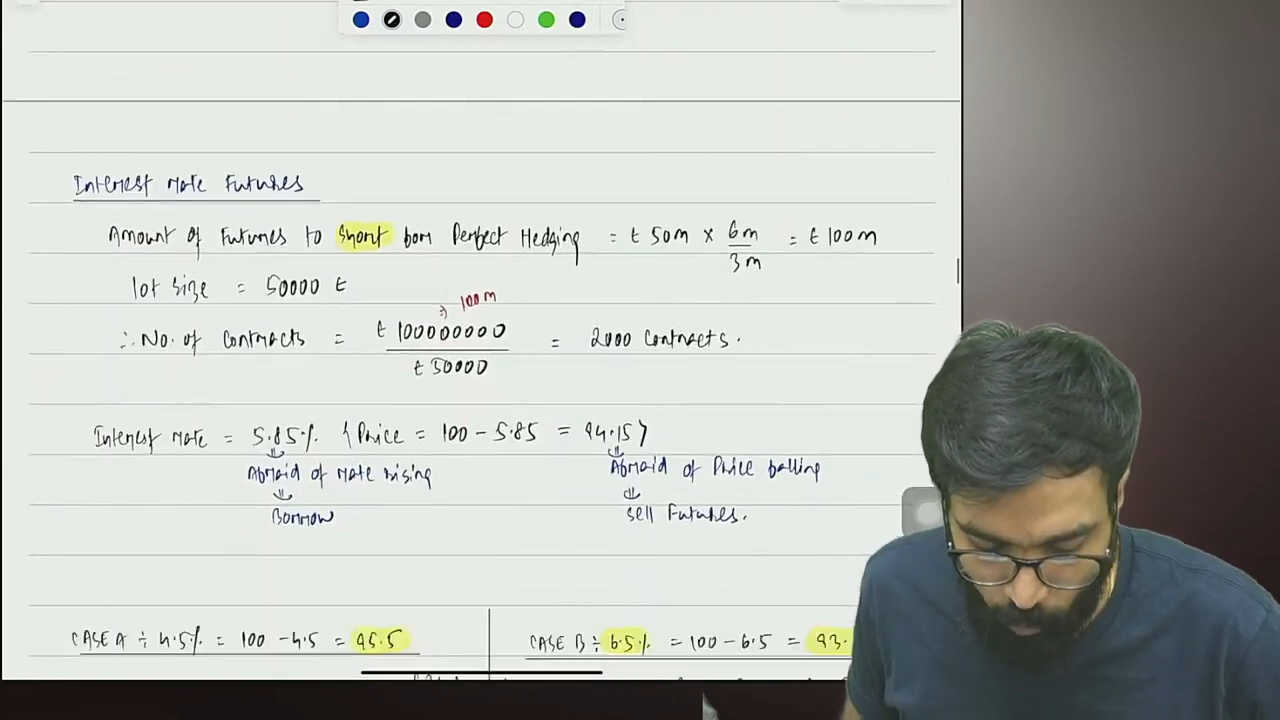 Interest Rate Futures
Amount of Futures to Short for Perfect Hedging = £ 50m × 6m/3m = £ 100m
lot size = 50000 £
⇒ 100m
∴ No. of Contracts = £ 100000000 / £ 50000 = 2000 Contracts.
Interest Rate = 5.85% {Price = 100 - 5.85 = 94.15}
Afraid of Rate rising
Afraid of Price falling
Borrow
Sell Futures.
CASE A ÷ 4.5% = 100 - 4.5 = 95.5
CASE B ÷ 6.5% = 100 - 6.5 = 93.